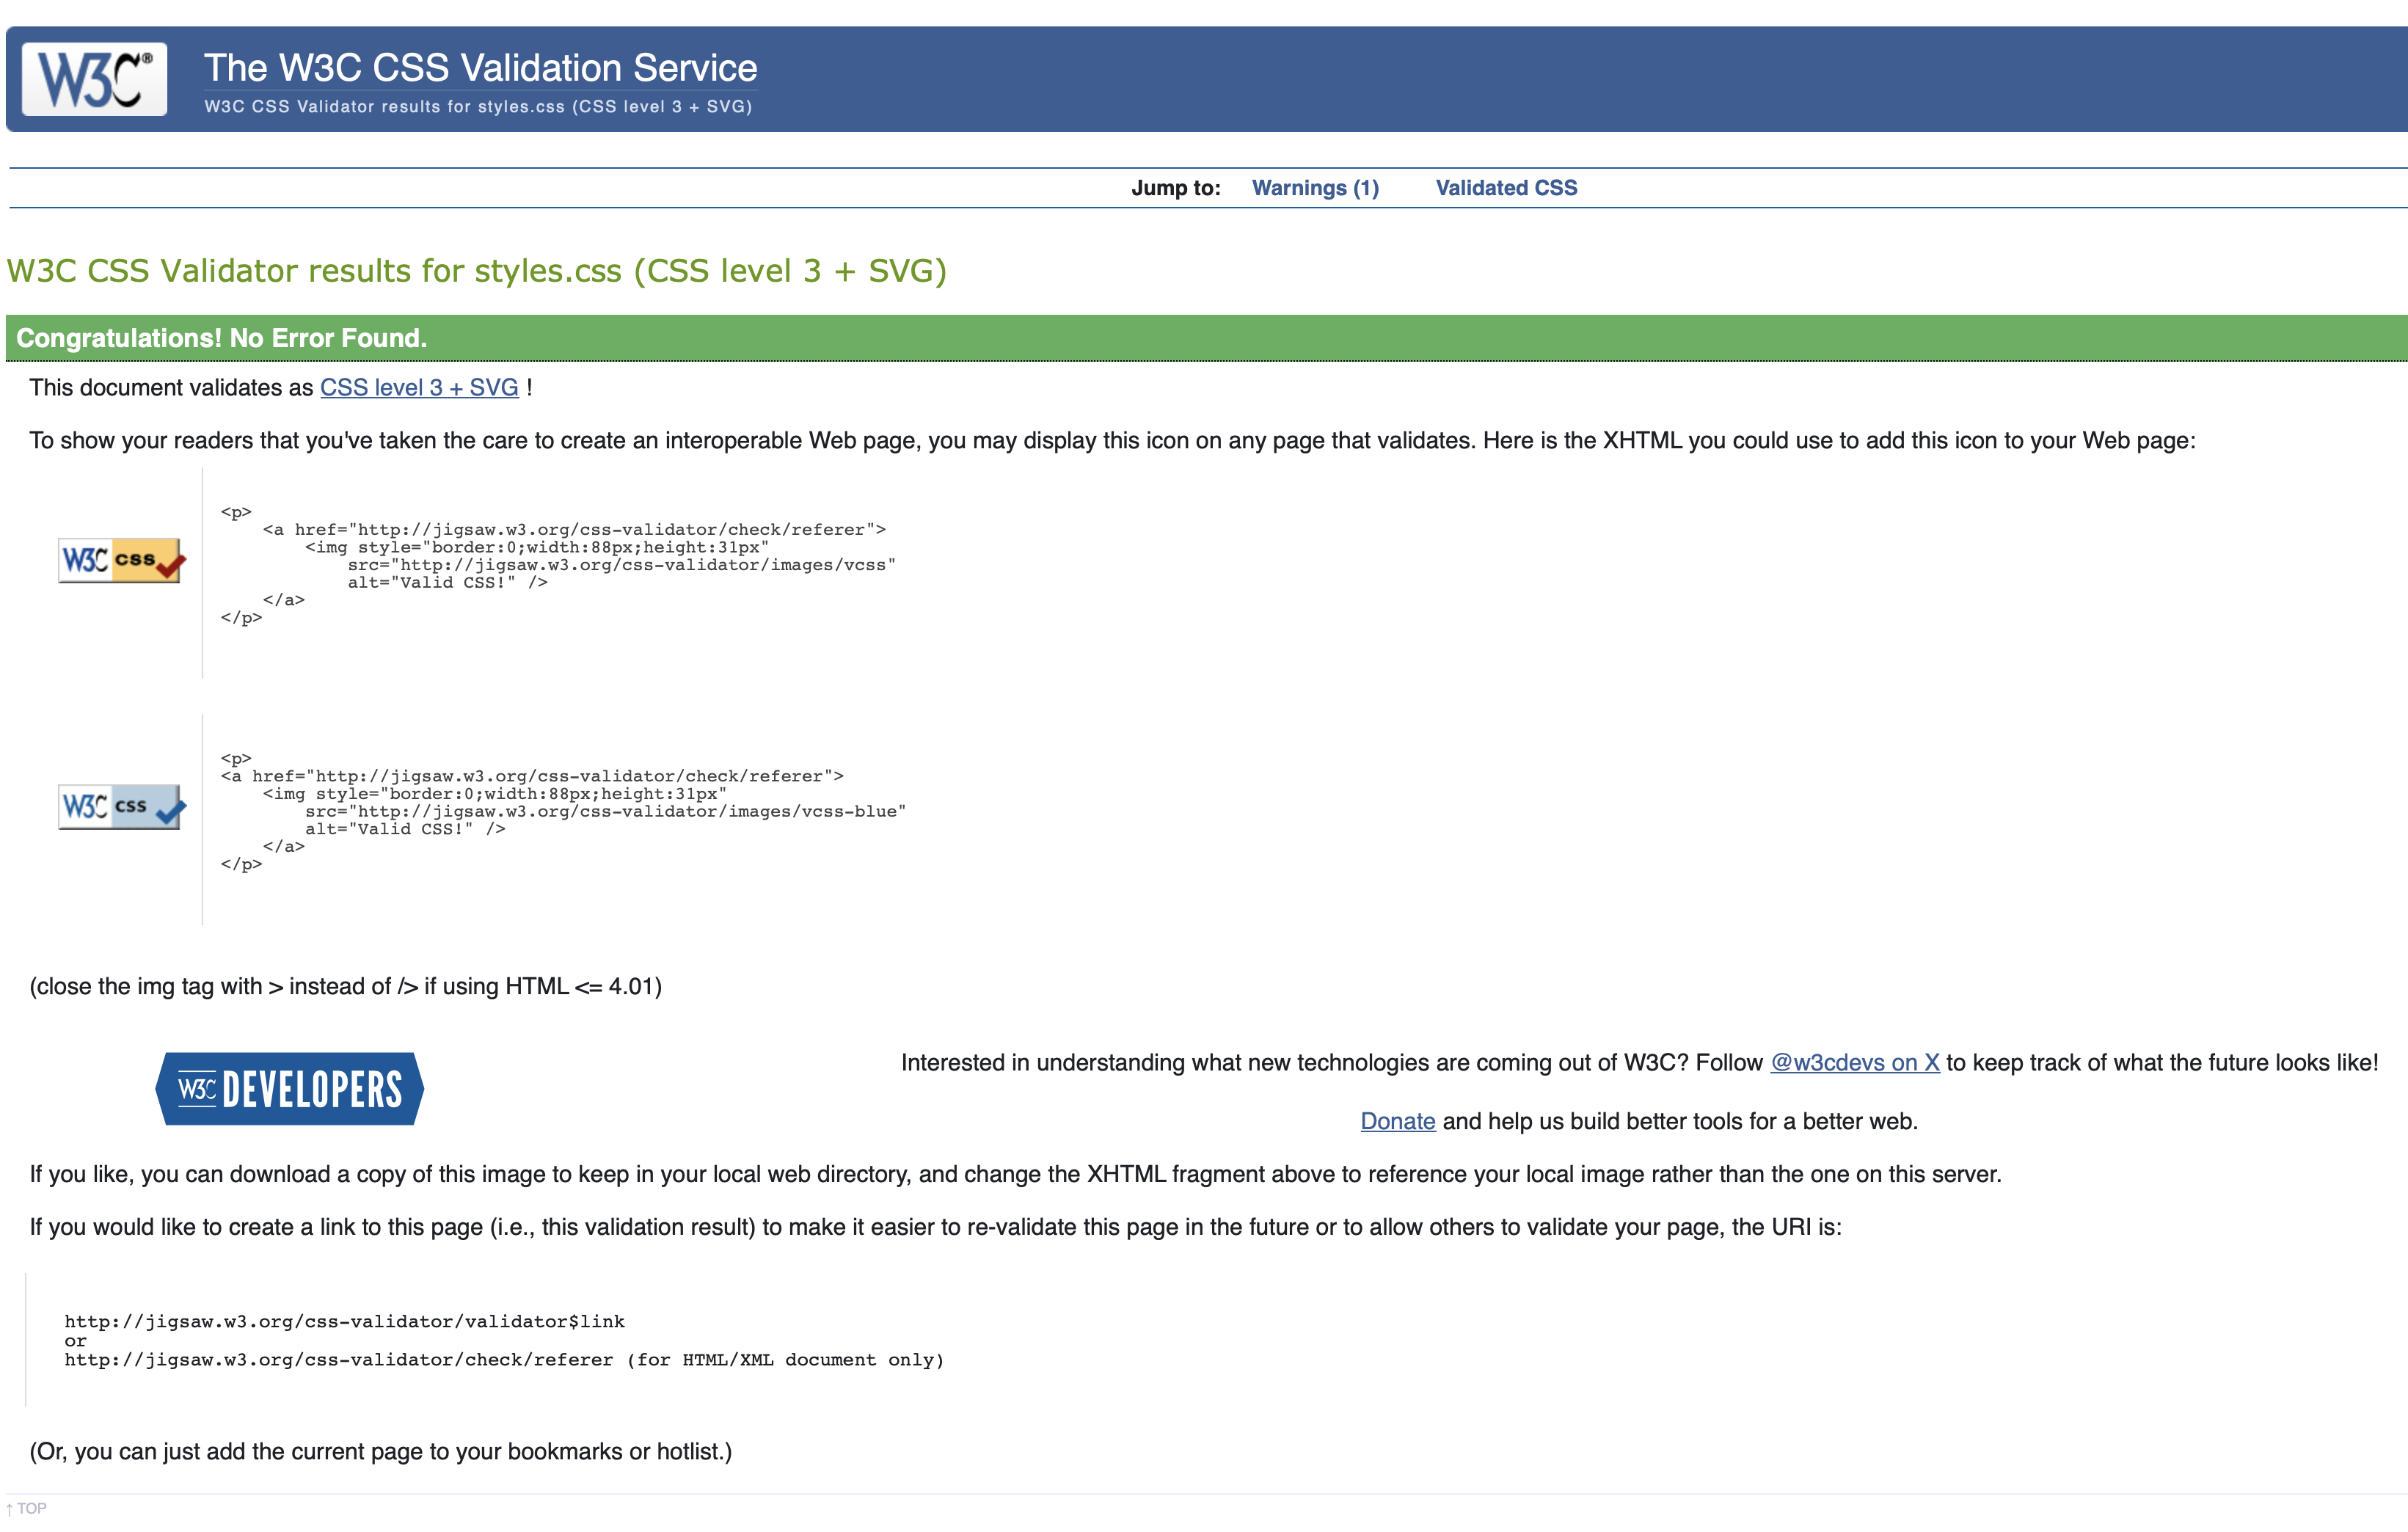 W3C®
The W3C CSS Validation Service
W3C CSS Validator results for styles.css (CSS level 3 + SVG)
Jump to: Warnings (1) Validated CSS
W3C CSS Validator results for styles.css (CSS level 3 + SVG)
Congratulations! No Error Found.
This document validates as CSS level 3 + SVG !
To show your readers that you've taken the care to create an interoperable Web page, you may display this icon on any page that validates. Here is the XHTML you could use to add this icon to your Web page:
W3C css
<p>
<a href="http://jigsaw.w3.org/css-validator/check/referer">
<img style="border:0;width:88px;height:31px"
src="http://jigsaw.w3.org/css-validator/images/vcss"
alt="Valid CSS!" />
</a>
</p>
W3C css
<p>
<a href="http://jigsaw.w3.org/css-validator/check/referer">
<img style="border:0;width:88px;height:31px"
src="http://jigsaw.w3.org/css-validator/images/vcss-blue"
alt="Valid CSS!" />
</a>
</p>
(close the img tag with > instead of /> if using HTML <= 4.01)
W3C DEVELOPERS
Interested in understanding what new technologies are coming out of W3C? Follow @w3cdevs on X to keep track of what the future looks like!
Donate and help us build better tools for a better web.
If you like, you can download a copy of this image to keep in your local web directory, and change the XHTML fragment above to reference your local image rather than the one on this server.
If you would like to create a link to this page (i.e., this validation result) to make it easier to re-validate this page in the future or to allow others to validate your page, the URI is:
http://jigsaw.w3.org/css-validator/validator$link
or
http://jigsaw.w3.org/css-validator/check/referer (for HTML/XML document only)
(Or, you can just add the current page to your bookmarks or hotlist.)
↑ TOP